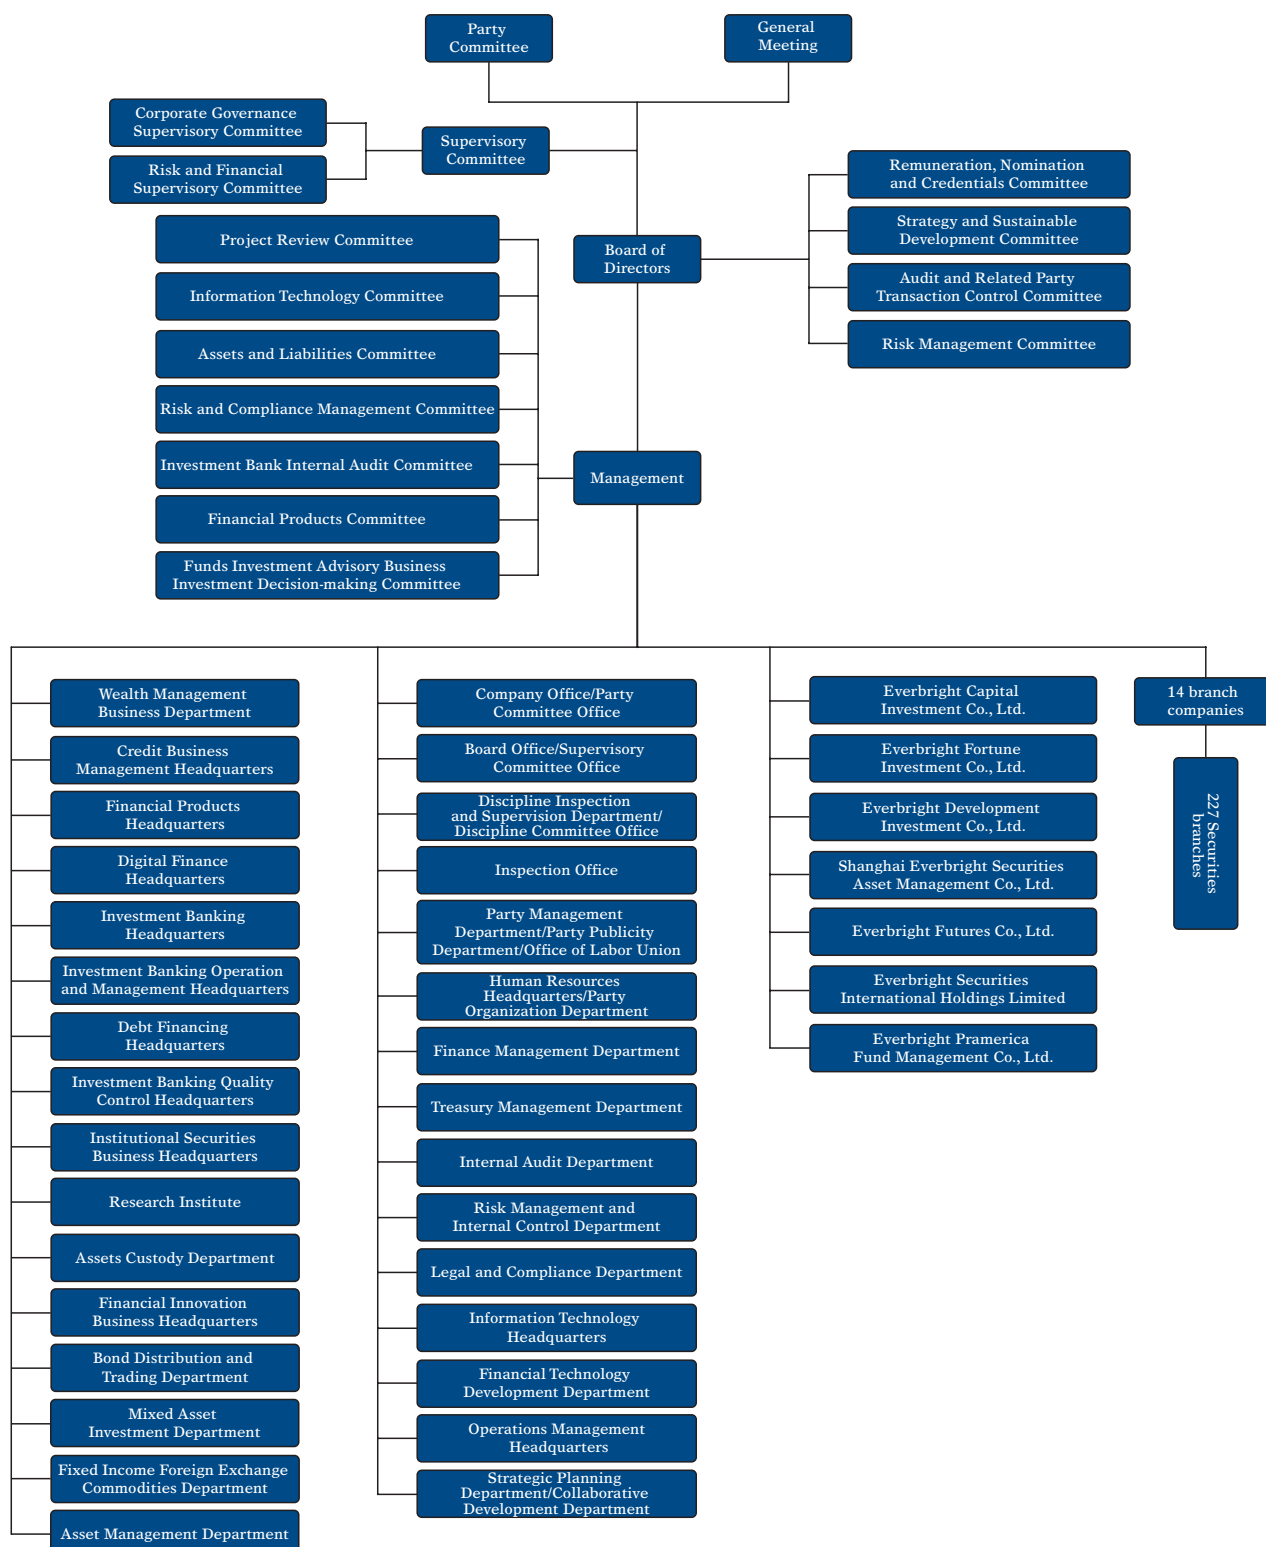 Party
Committee
General
Meeting
Corporate Governance
Supervisory Committee
Risk and Financial
Supervisory Committee
Supervisory
Committee
Remuneration, Nomination
and Credentials Committee
Strategy and Sustainable
Development Committee
Audit and Related Party
Transaction Control Committee
Risk Management Committee
Board of
Directors
Project Review Committee
Information Technology Committee
Assets and Liabilities Committee
Risk and Compliance Management Committee
Investment Bank Internal Audit Committee
Financial Products Committee
Funds Investment Advisory Business
Investment Decision-making Committee
Management
Wealth Management
Business Department
Credit Business
Management Headquarters
Financial Products
Headquarters
Digital Finance
Headquarters
Investment Banking
Headquarters
Investment Banking Operation
and Management Headquarters
Debt Financing
Headquarters
Investment Banking Quality
Control Headquarters
Institutional Securities
Business Headquarters
Research Institute
Assets Custody Department
Financial Innovation
Business Headquarters
Bond Distribution and
Trading Department
Mixed Asset
Investment Department
Fixed Income Foreign Exchange
Commodities Department
Asset Management Department
Company Office/Party
Committee Office
Board Office/Supervisory
Committee Office
Discipline Inspection
and Supervision Department/
Discipline Committee Office
Inspection Office
Party Management
Department/Party Publicity
Department/Office of Labor Union
Human Resources
Headquarters/Party
Organization Department
Finance Management Department
Treasury Management Department
Internal Audit Department
Risk Management and
Internal Control Department
Legal and Compliance Department
Information Technology
Headquarters
Financial Technology
Development Department
Operations Management
Headquarters
Strategic Planning
Department/Collaborative
Development Department
Everbright Capital
Investment Co., Ltd.
Everbright Fortune
Investment Co., Ltd.
Everbright Development
Investment Co., Ltd.
Shanghai Everbright Securities
Asset Management Co., Ltd.
Everbright Futures Co., Ltd.
Everbright Securities
International Holdings Limited
Everbright Pramerica
Fund Management Co., Ltd.
14 branch
companies
227 Securities
branches